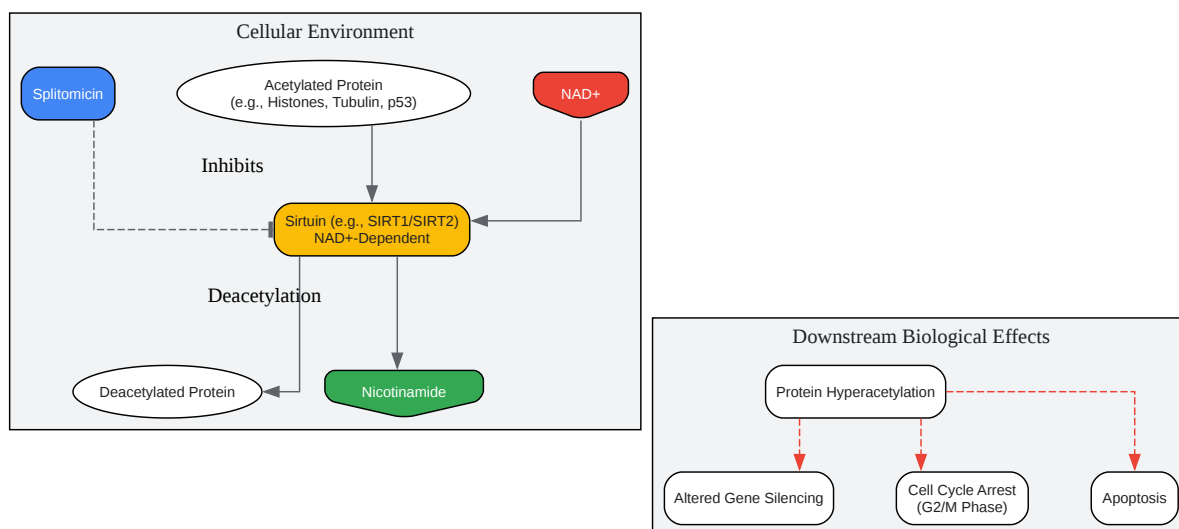 Cellular Environment
Splitomicin
Acetylated Protein
(e.g., Histones, Tubulin, p53)
NAD+
Inhibits
Sirtuin (e.g., SIRT1/SIRT2)
NAD+-Dependent
Deacetylation
Deacetylated Protein
Nicotinamide
Downstream Biological Effects
Protein Hyperacetylation
Altered Gene Silencing
Cell Cycle Arrest
(G2/M Phase)
Apoptosis